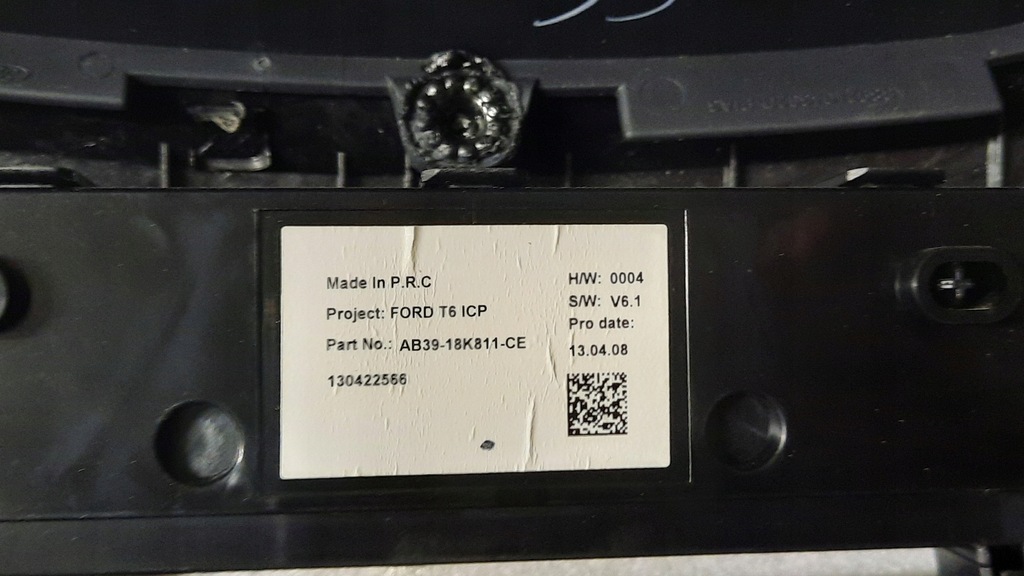 Made In P.R.C
Project: FORD T6 ICP
Part No.: AB39-18K811-CE
130422566
H/W: 0004
S/W: V6.1
Pro date:
13.04.08